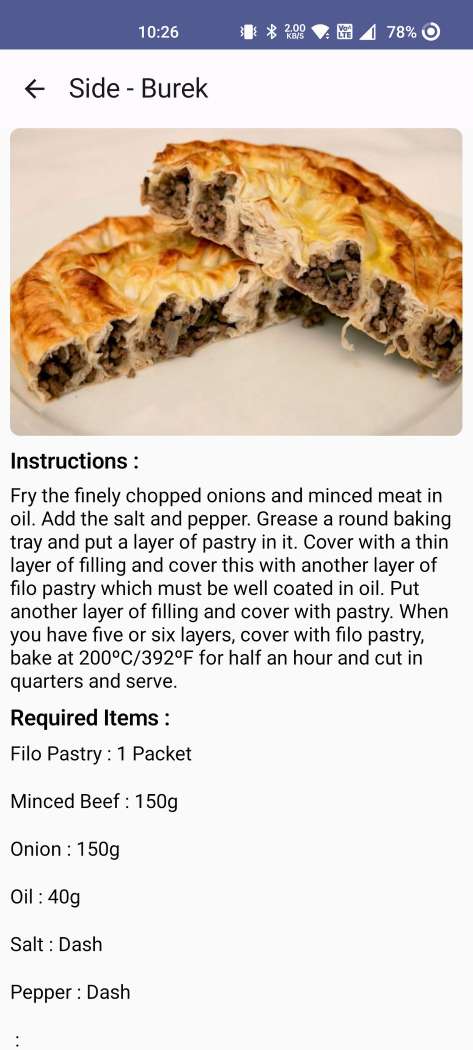 10:26
2.00
KB/S
Vo
LTE
78%
Side - Burek
Instructions :
Fry the finely chopped onions and minced meat in
oil. Add the salt and pepper. Grease a round baking
tray and put a layer of pastry in it. Cover with a thin
layer of filling and cover this with another layer of
filo pastry which must be well coated in oil. Put
another layer of filling and cover with pastry. When
you have five or six layers, cover with filo pastry,
bake at 200ºC/392ºF for half an hour and cut in
quarters and serve.
Required Items :
Filo Pastry : 1 Packet
Minced Beef : 150g
Onion : 150g
Oil : 40g
Salt : Dash
Pepper : Dash
: